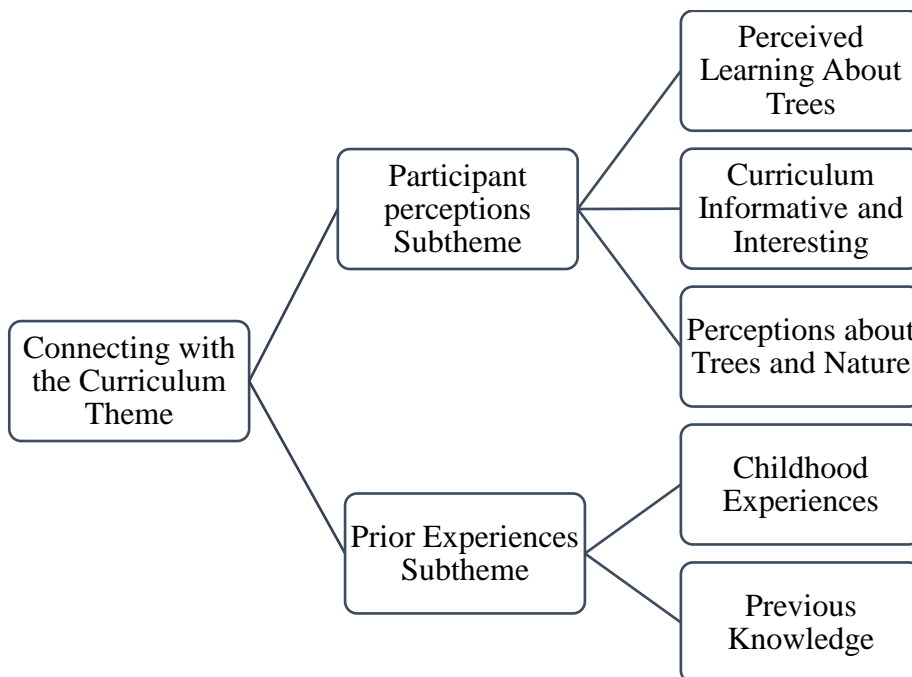 Connecting with
the Curriculum
Theme
Participant
perceptions
Subtheme
Perceived
Learning About
Trees
Curriculum
Informative and
Interesting
Perceptions about
Trees and Nature
Prior Experiences
Subtheme
Childhood
Experiences
Previous
Knowledge